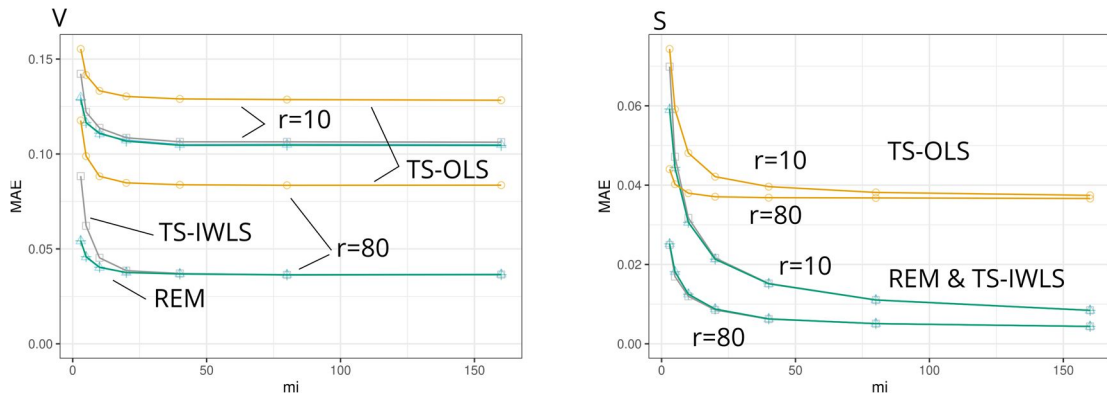 V
MAE
0.15
0.10
0.05
0.00
r=10
TS-OLS
TS-IWLS
r=80
REM
0
50
100
150
mi
S
MAE
0.06
0.04
0.02
0.00
TS-OLS
r=10
r=80
r=10
REM & TS-IWLS
r=80
0
50
100
150
mi